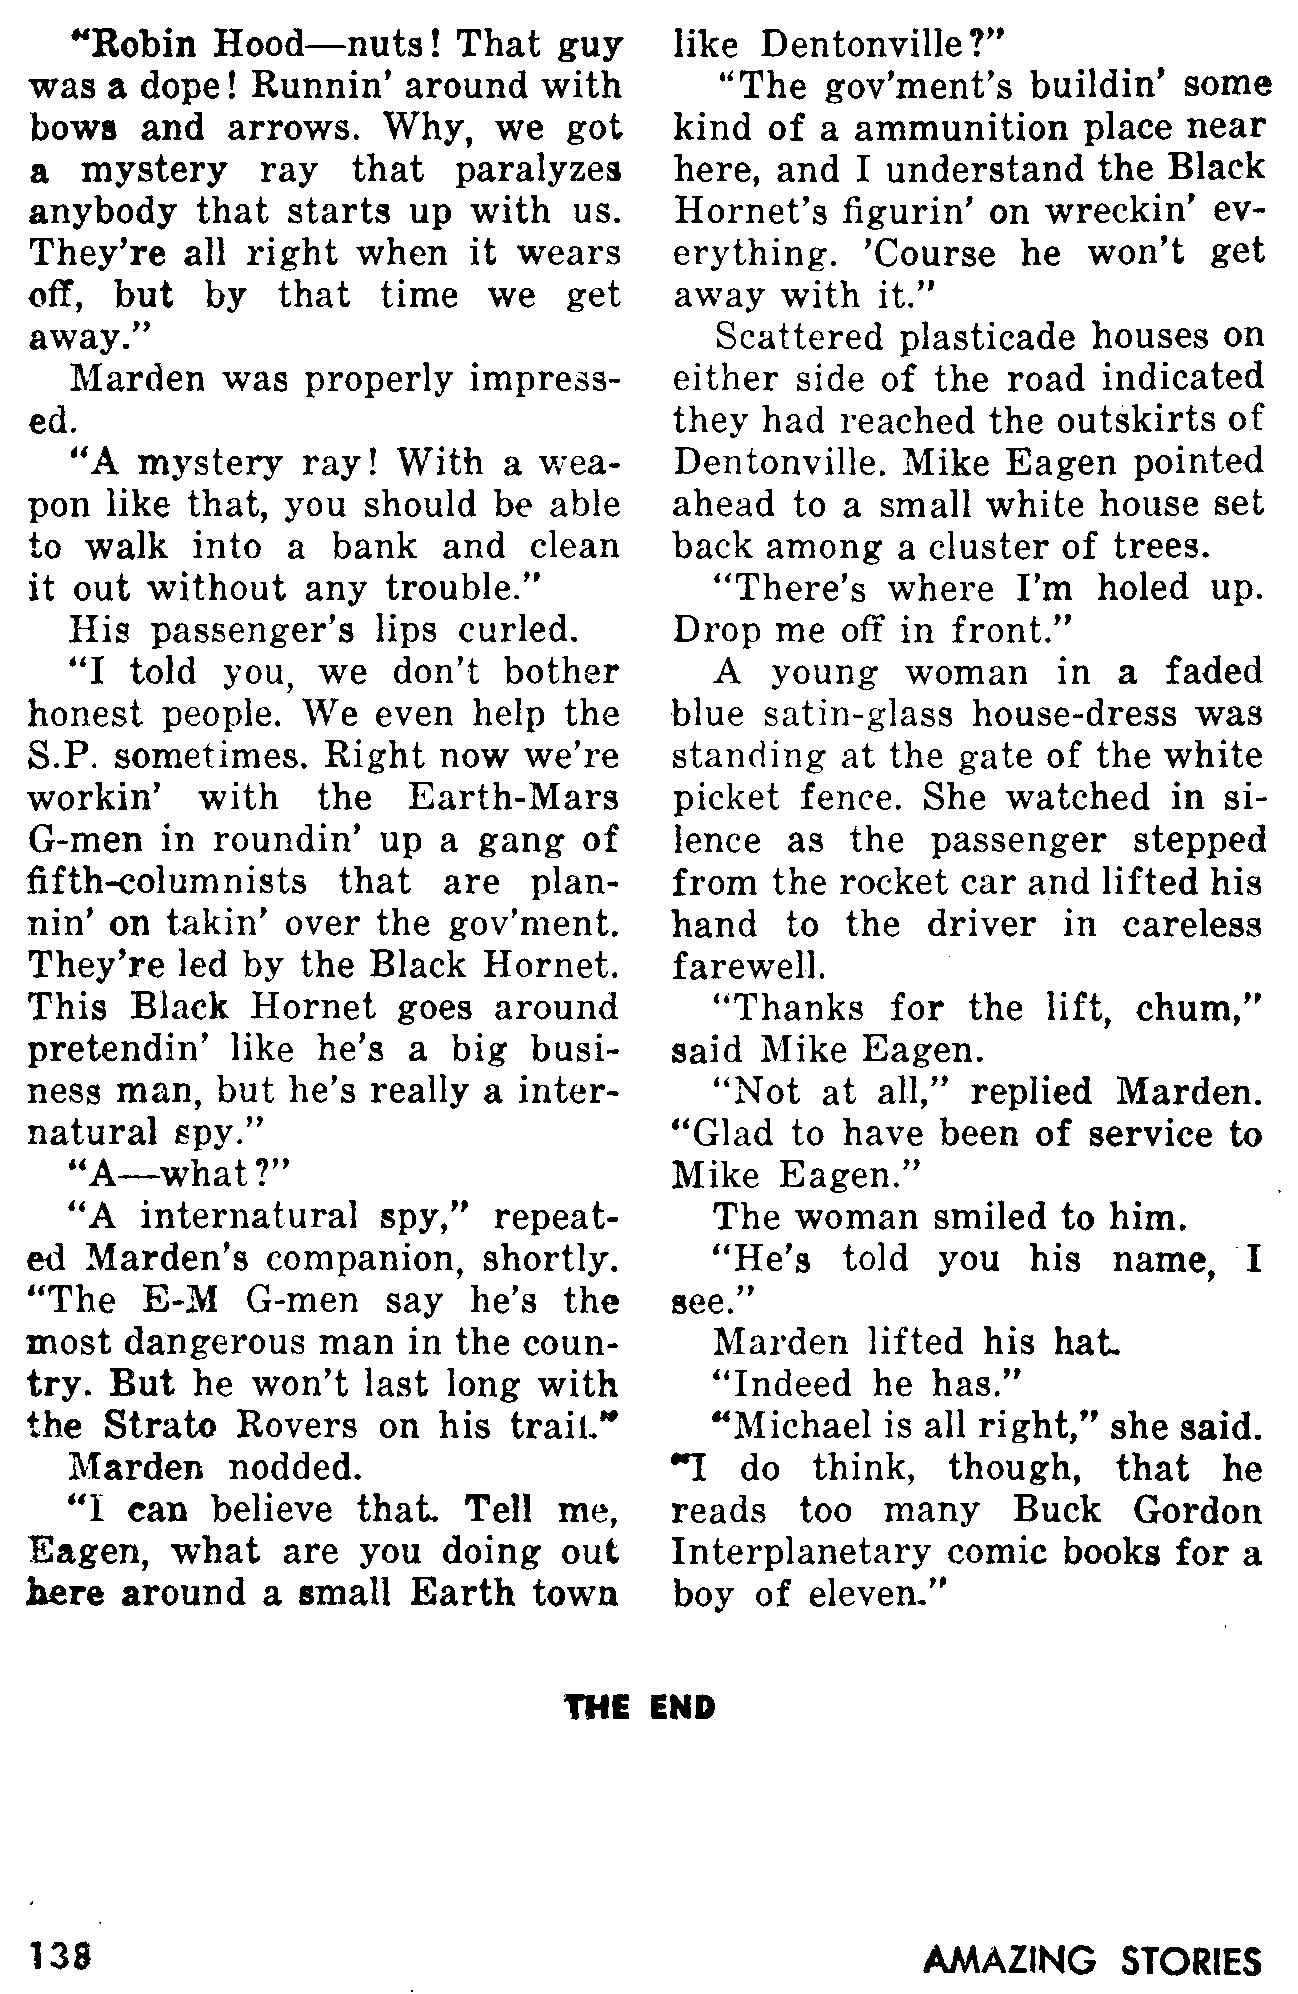 "Robin Hood—nuts! That guy
was a dope! Runnin' around with
bows and arrows. Why, we got
a mystery ray that paralyzes
anybody that starts up with us.
They're all right when it wears
off, but by that time we get
away."
Marden was properly impress-
ed.
"A mystery ray! With a wea-
pon like that, you should be able
to walk into a bank and clean
it out without any trouble."
His passenger's lips curled.
"I told you, we don't bother
honest people. We even help the
S.P. sometimes. Right now we're
workin' with the Earth-Mars
G-men in roundin' up a gang of
fifth-columnists that are plan-
nin' on takin' over the gov'ment.
They're led by the Black Hornet.
This Black Hornet goes around
pretendin' like he's a big busi-
ness man, but he's really a inter-
natural spy."
"A—what?"
"A internatural spy," repeat-
ed Marden's companion, shortly.
"The E-M G-men say he's the
most dangerous man in the coun-
try. But he won't last long with
the Strato Rovers on his trail."
Marden nodded.
"I can believe that. Tell me,
Eagen, what are you doing out
here around a small Earth town
like Dentonville?"
"The gov'ment's buildin' some
kind of a ammunition place near
here, and I understand the Black
Hornet's figurin' on wreckin' ev-
erything. 'Course he won't get
away with it."
Scattered plasticade houses on
either side of the road indicated
they had reached the outskirts of
Dentonville. Mike Eagen pointed
ahead to a small white house set
back among a cluster of trees.
"There's where I'm holed up.
Drop me off in front."
A young woman in a faded
blue satin-glass house-dress was
standing at the gate of the white
picket fence. She watched in si-
lence as the passenger stepped
from the rocket car and lifted his
hand to the driver in careless
farewell.
"Thanks for the lift, chum,"
said Mike Eagen.
"Not at all," replied Marden.
"Glad to have been of service to
Mike Eagen."
The woman smiled to him.
"He's told you his name, I
see."
Marden lifted his hat.
"Indeed he has."
"Michael is all right," she said.
"I do think, though, that he
reads too many Buck Gordon
Interplanetary comic books for a
boy of eleven."
THE END
138
AMAZING STORIES